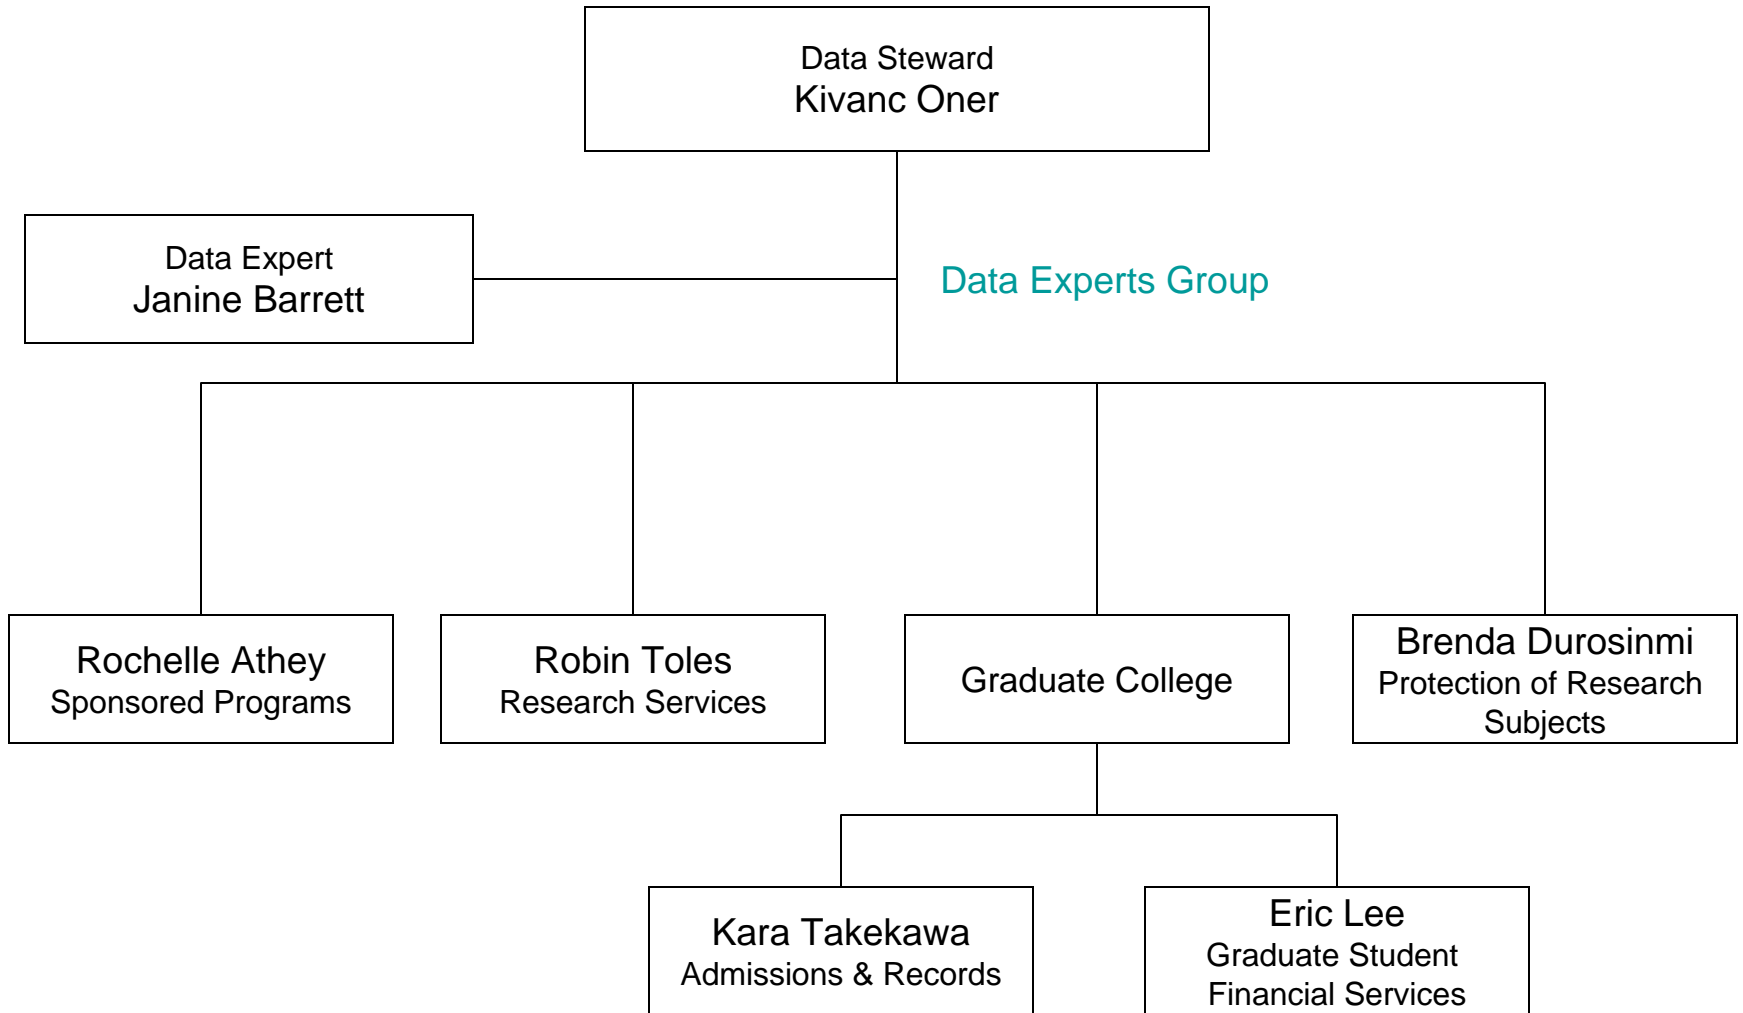 Data Steward
Kivanc Oner
Data Expert
Janine Barrett
Data Experts Group
Rochelle Athey
Sponsored Programs
Robin Toles
Research Services
Graduate College
Brenda Durosinmi
Protection of Research
Subjects
Kara Takekawa
Admissions & Records
Eric Lee
Graduate Student
Financial Services